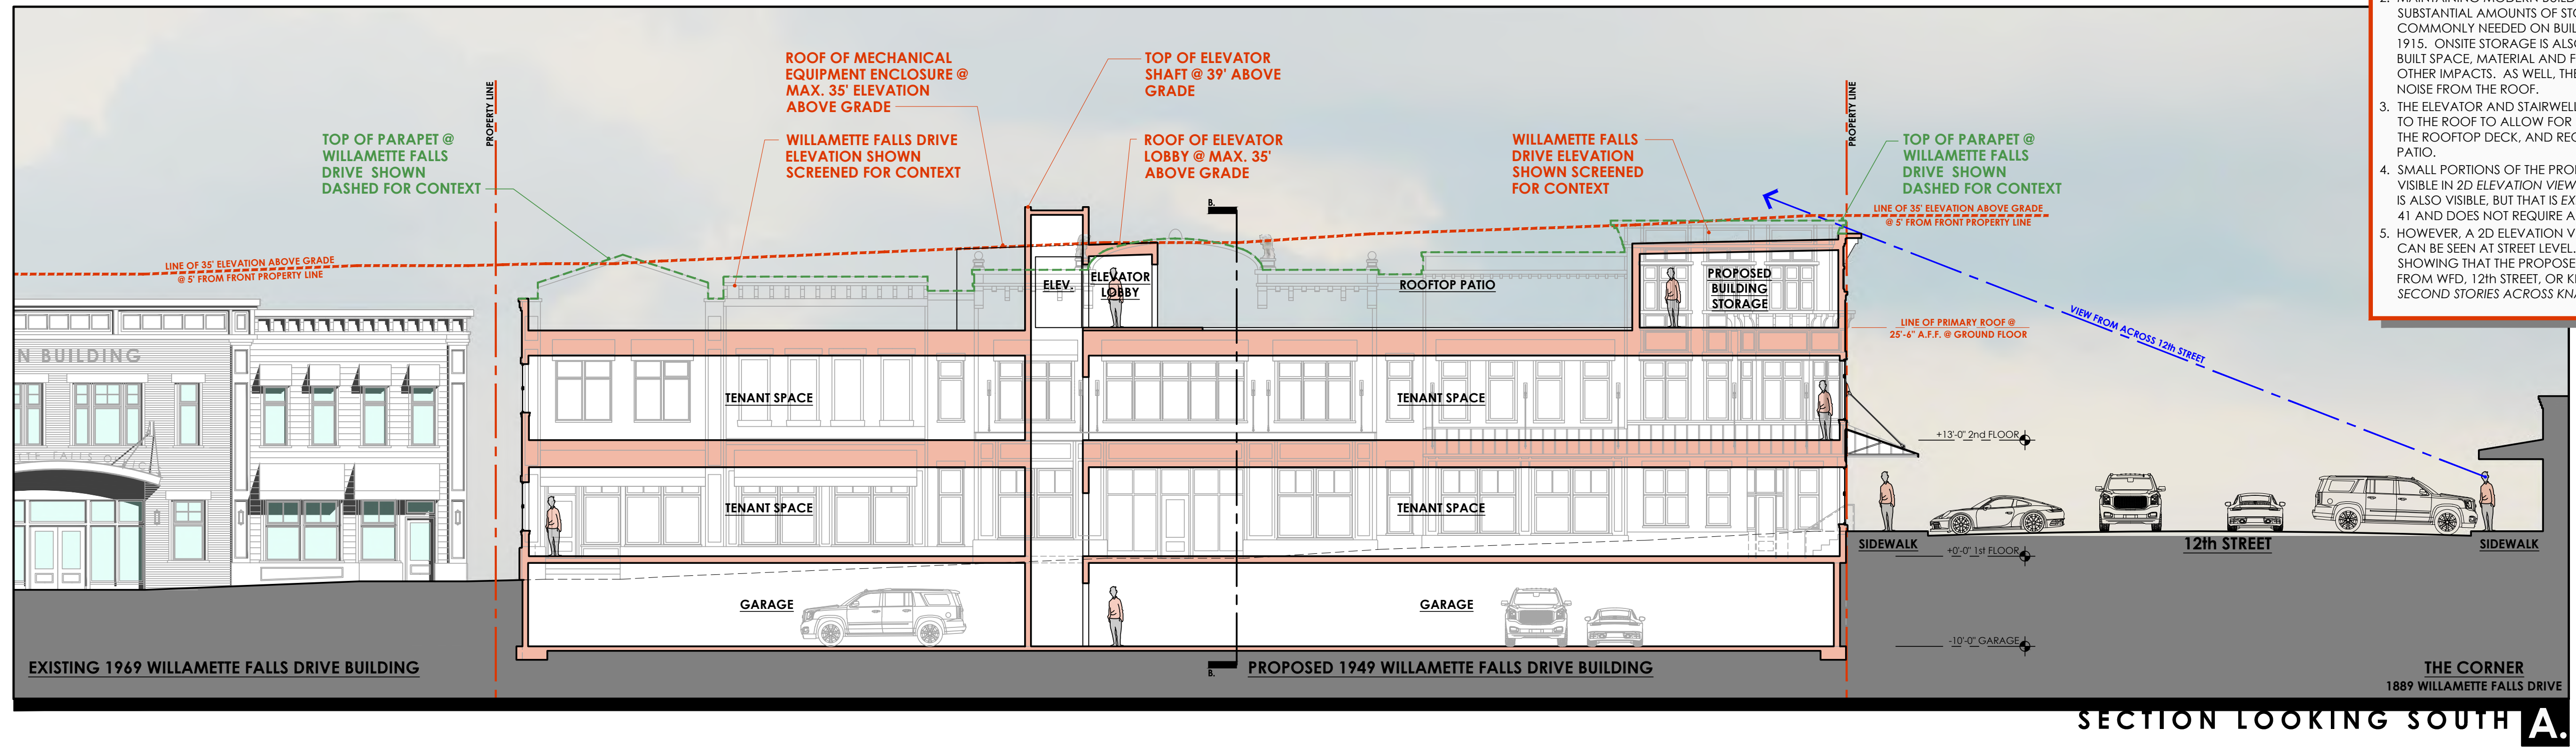 PROPERTY LINE
TOP OF PARAPET @
WILLAMETTE FALLS
DRIVE SHOWN
DASHED FOR CONTEXT
ROOF OF MECHANICAL
EQUIPMENT ENCLOSURE @
MAX. 35' ELEVATION
ABOVE GRADE
WILLAMETTE FALLS DRIVE
ELEVATION SHOWN
SCREENED FOR CONTEXT
TOP OF ELEVATOR
SHAFT @ 39' ABOVE
GRADE
ROOF OF ELEVATOR
LOBBY @ MAX. 35'
ABOVE GRADE
B.
WILLAMETTE FALLS
DRIVE ELEVATION
SHOWN SCREENED
FOR CONTEXT
PROPERTY LINE
TOP OF PARAPET @
WILLAMETTE FALLS
DRIVE SHOWN
DASHED FOR CONTEXT
LINE OF 35' ELEVATION ABOVE GRADE
@ 5' FROM FRONT PROPERTY LINE
SUBSTANTIAL AMOUNTS OF STO
COMMONLY NEEDED ON BUIL
1915. ONSITE STORAGE IS ALSO
BUILT SPACE, MATERIAL AND F
OTHER IMPACTS. AS WELL, THE
NOISE FROM THE ROOF.
3. THE ELEVATOR AND STAIRWELL
TO THE ROOF TO ALLOW FOR
THE ROOFTOP DECK, AND REC
PATIO.
4. SMALL PORTIONS OF THE PROP
VISIBLE IN 2D ELEVATION VIEW
IS ALSO VISIBLE, BUT THAT IS EX
41 AND DOES NOT REQUIRE A
5. HOWEVER, A 2D ELEVATION V
CAN BE SEEN AT STREET LEVEL.
SHOWING THAT THE PROPOSE
FROM WFD, 12th STREET, OR K
SECOND STORIES ACROSS KNA
LINE OF 35' ELEVATION ABOVE GRADE
@ 5' FROM FRONT PROPERTY LINE
ELEV.
ELEVATOR
LOBBY
ROOFTOP PATIO
PROPOSED
BUILDING
STORAGE
LINE OF PRIMARY ROOF @
25'-6" A.F.F. @ GROUND FLOOR
VIEW FROM ACROSS 12th STREET
N BUILDING
TENANT SPACE
TENANT SPACE
+13'-0" 2nd FLOOR
TTE FALLS OFFIC
TENANT SPACE
TENANT SPACE
SIDEWALK
+0'-0" 1st FLOOR
12th STREET
SIDEWALK
GARAGE
GARAGE
-10'-0" GARAGE
EXISTING 1969 WILLAMETTE FALLS DRIVE BUILDING
B.
PROPOSED 1949 WILLAMETTE FALLS DRIVE BUILDING
THE CORNER
1889 WILLAMETTE FALLS DRIVE
SECTION LOOKING SOUTH A.